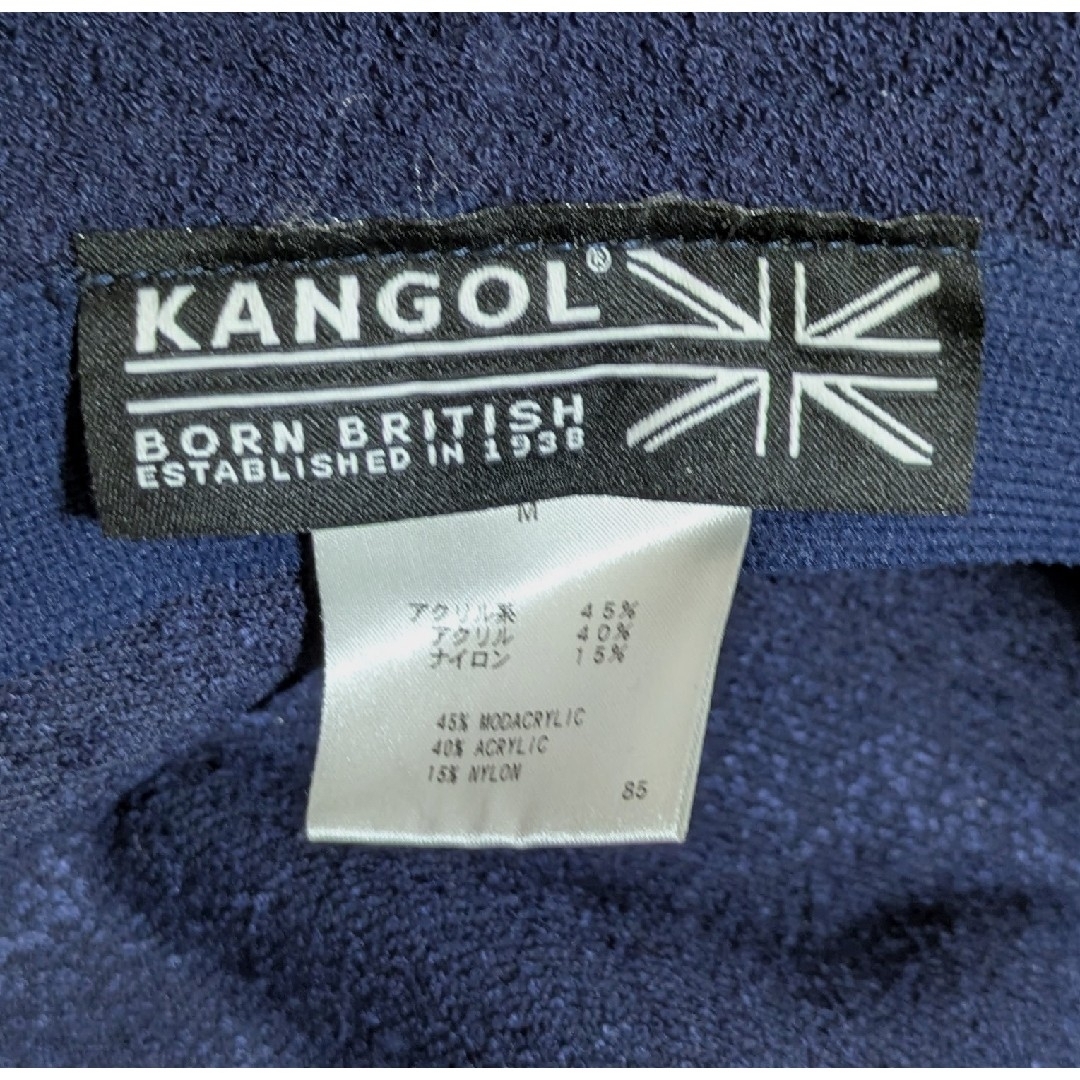 KANGOL®
BORN BRITISH
ESTABLISHED IN 1938
M
アクリル系 45%
アクリル 40%
ナイロン 15%
45% MODACRYLIC
40% ACRYLIC
15% NYLON
85